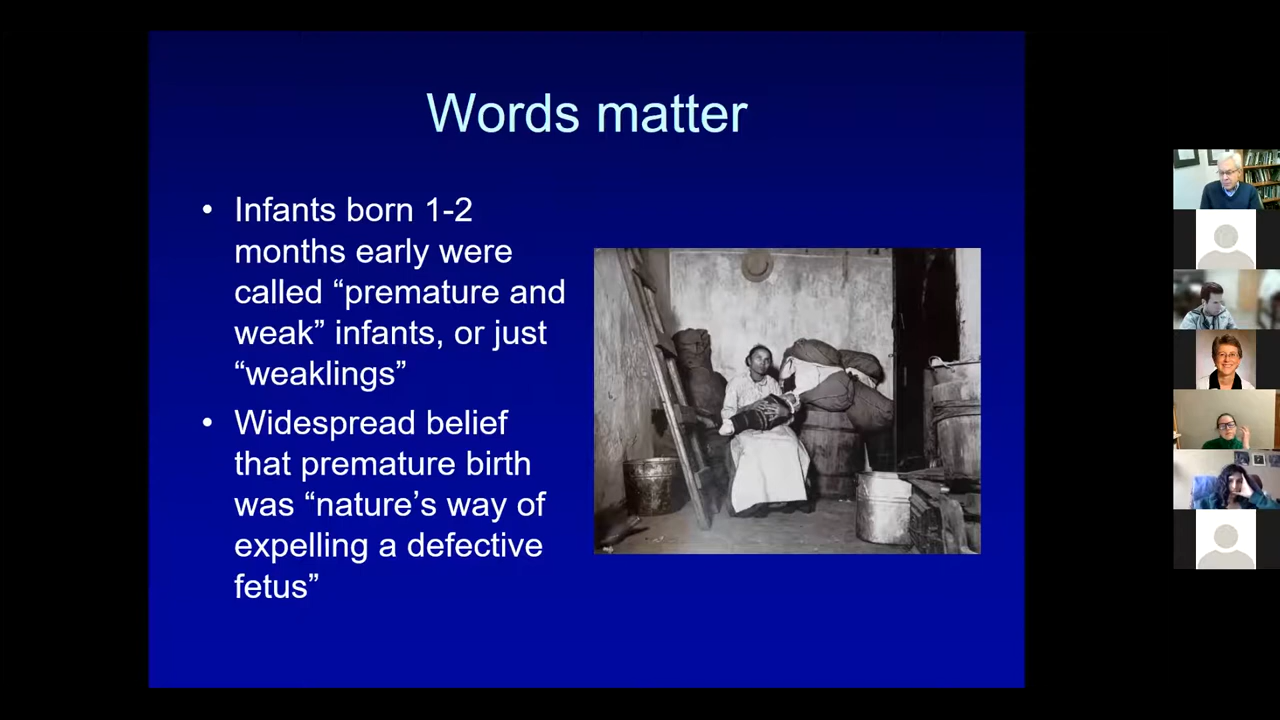 Words matter
• Infants born 1-2
months early were
called “premature and
weak” infants, or just
“weaklings”
• Widespread belief
that premature birth
was “nature’s way of
expelling a defective
fetus”